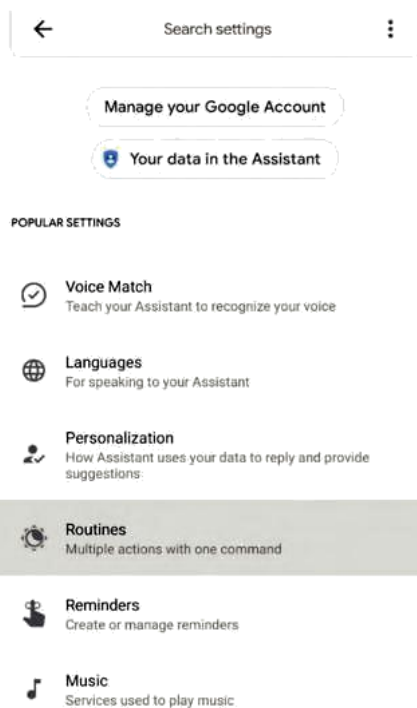 Search settings
Manage your Google Account
Your data in the Assistant
POPULAR SETTINGS
Voice Match
Teach your Assistant to recognize your voice
Languages
For speaking to your Assistant
Personalization
How Assistant uses your data to reply and provide
suggestions
Routines
Multiple actions with one command
Reminders
Create or manage reminders
Music
Services used to play music